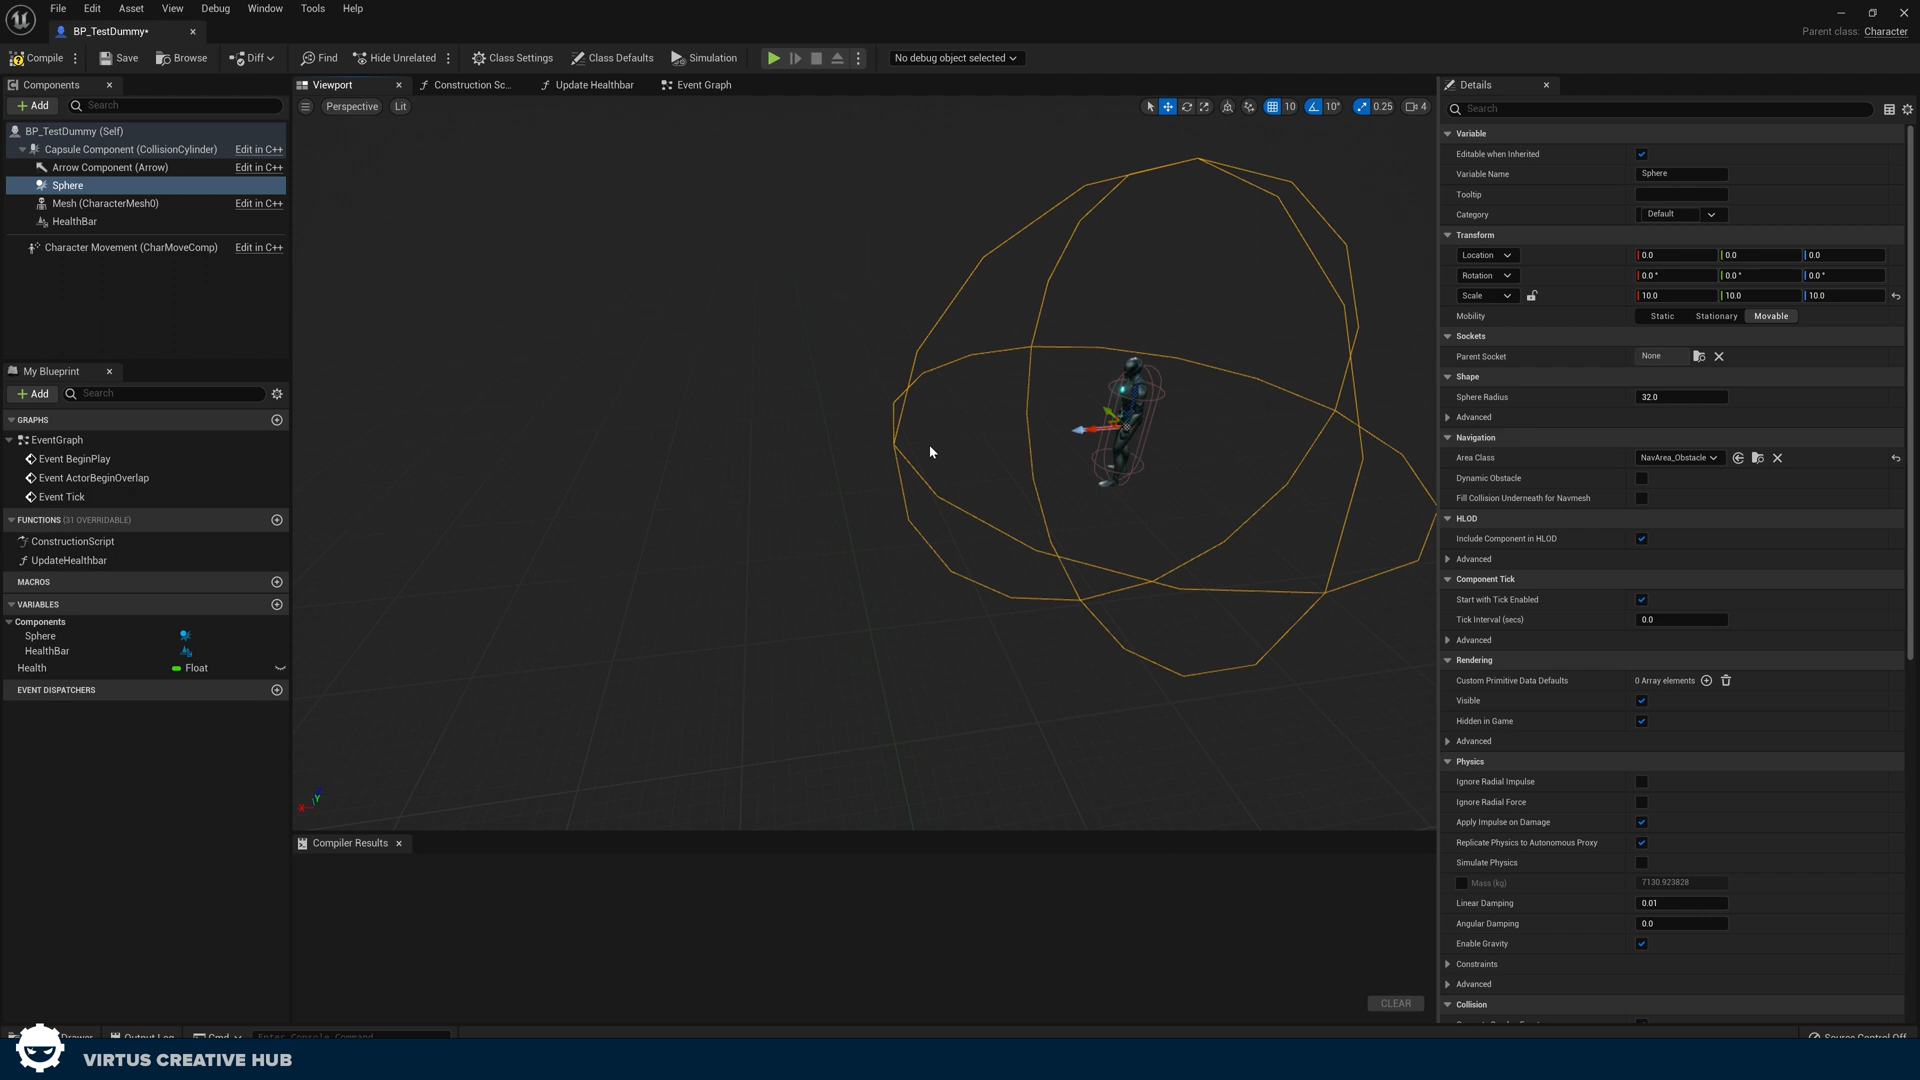 File Edit Asset View Debug Window Tools Help
BP_TestDummy*
Parent class: Character
Compile Save Browse Diff Find Hide Unrelated Class Settings Class Defaults Simulation No debug object selected
Components
Add Search
BP_TestDummy (Self)
Capsule Component (CollisionCylinder) Edit in C++
Arrow Component (Arrow) Edit in C++
Sphere
Mesh (CharacterMesh0) Edit in C++
HealthBar
Character Movement (CharMoveComp) Edit in C++
My Blueprint
Add Search
GRAPHS
EventGraph
Event BeginPlay
Event ActorBeginOverlap
Event Tick
FUNCTIONS (31 OVERRIDABLE)
ConstructionScript
UpdateHealthbar
MACROS
VARIABLES
Components
Sphere
HealthBar
Health Float
EVENT DISPATCHERS
Viewport Construction Sc... Update Healthbar Event Graph
Perspective Lit 10 10° 0.25 4
X Y
Compiler Results
CLEAR
Details
Search
Variable
Editable when Inherited
Variable Name Sphere
Tooltip
Category Default
Transform
Location 0.0 0.0 0.0
Rotation 0.0 ° 0.0 ° 0.0 °
Scale 10.0 10.0 10.0
Mobility Static Stationary Movable
Sockets
Parent Socket None
Shape
Sphere Radius 32.0
Advanced
Navigation
Area Class NavArea_Obstacle
Dynamic Obstacle
Fill Collision Underneath for Navmesh
HLOD
Include Component in HLOD
Advanced
Component Tick
Start with Tick Enabled
Tick Interval (secs) 0.0
Advanced
Rendering
Custom Primitive Data Defaults 0 Array elements
Visible
Hidden in Game
Advanced
Physics
Ignore Radial Impulse
Ignore Radial Force
Apply Impulse on Damage
Replicate Physics to Autonomous Proxy
Simulate Physics
Mass (kg) 7130.923828
Linear Damping 0.01
Angular Damping 0.0
Enable Gravity
Constraints
Advanced
Collision
Drawer Output Log Cmd Enter Console Command Source Control Off
VIRTUS CREATIVE HUB